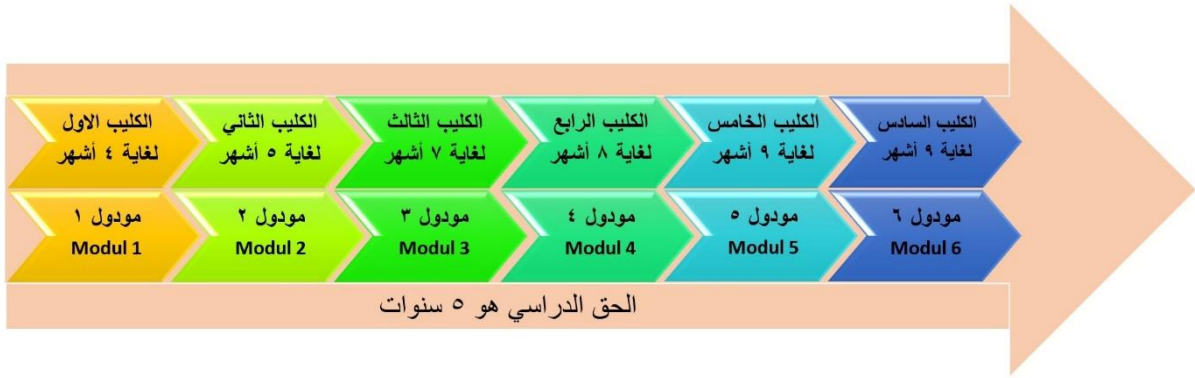 الكليب الاول
لغاية ٤ أشهر
الكليب الثاني
لغاية ٥ أشهر
الكليب الثالث
لغاية ٧ أشهر
الكليب الرابع
لغاية ٨ أشهر
الكليب الخامس
لغاية ٩ أشهر
الكليب السادس
لغاية ٩ أشهر
مودول ١
Modul 1
مودول ٢
Modul 2
مودول ٣
Modul 3
مودول ٤
Modul 4
مودول ٥
Modul 5
مودول ٦
Modul 6
الحق الدراسي هو ٥ سنوات